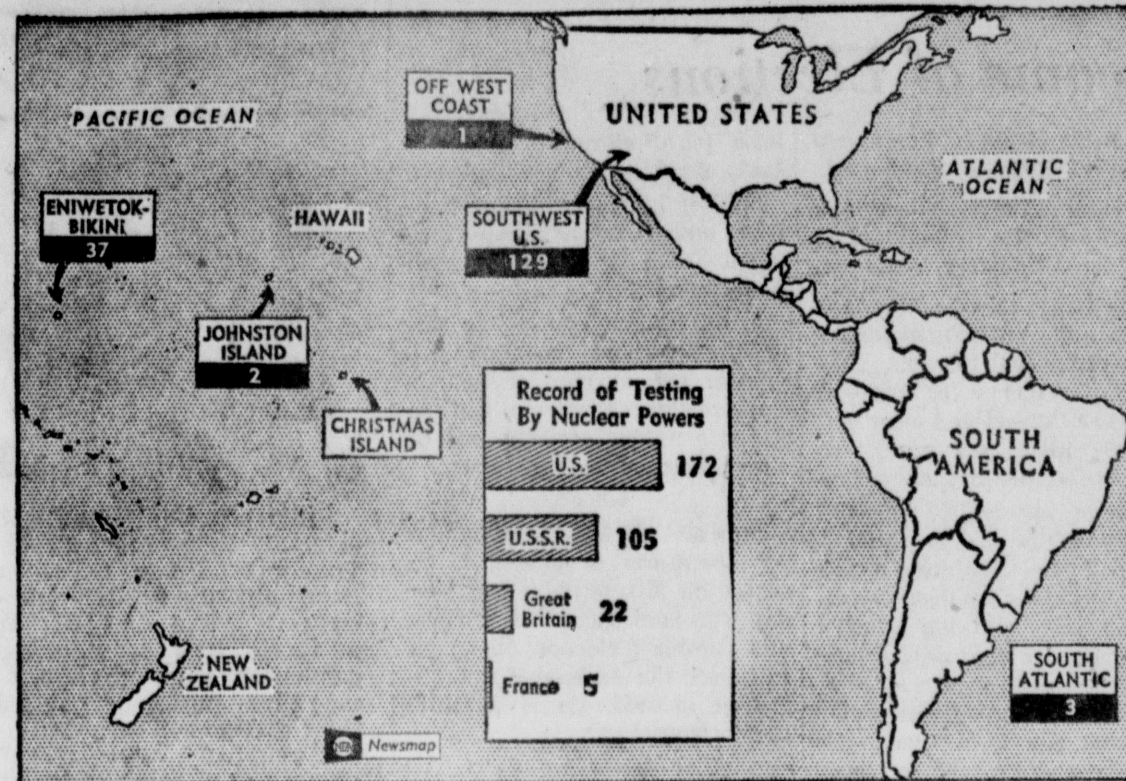 PACIFIC OCEAN
OFF WEST
COAST
1
UNITED STATES
ATLANTIC
OCEAN
ENIWETOK-
BIKINI
37
HAWAII
SOUTHWEST
U.S.
129
JOHNSTON
ISLAND
2
CHRISTMAS
ISLAND
Record of Testing
By Nuclear Powers
U.S. 172
U.S.S.R. 105
Great
Britain 22
France 5
SOUTH
AMERICA
NEW
ZEALAND
SOUTH
ATLANTIC
3
NEA Newsmap